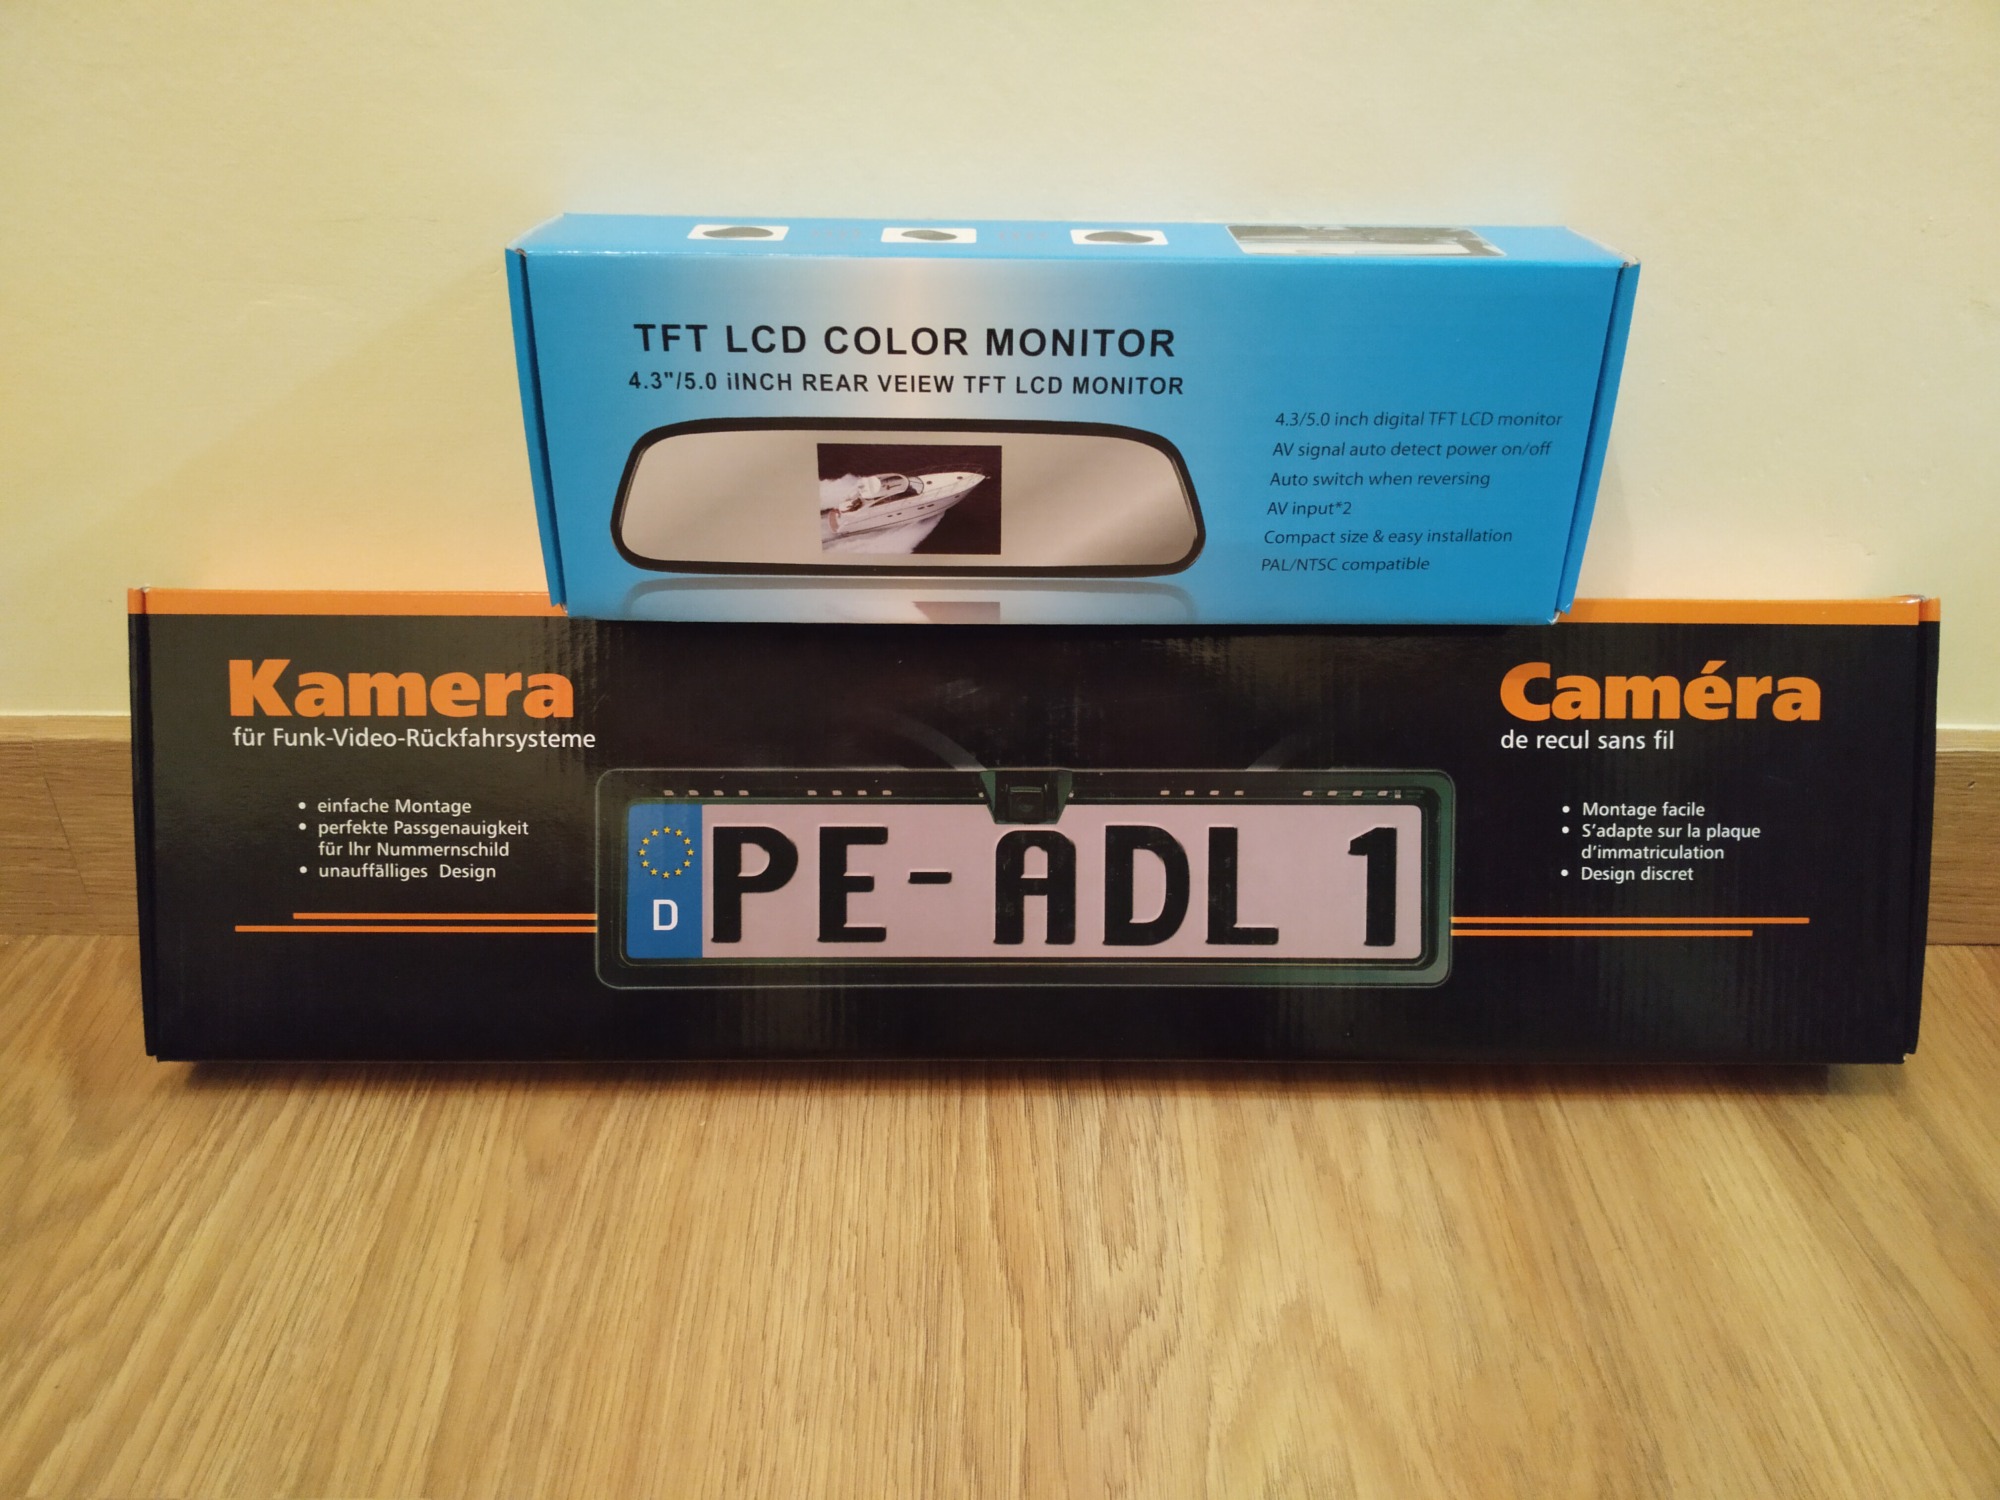 TFT LCD COLOR MONITOR
4.3"/5.0 iINCH REAR VEIEW TFT LCD MONITOR
4.3/5.0 inch digital TFT LCD monitor
AV signal auto detect power on/off
Auto switch when reversing
AV input*2
Compact size & easy installation
PAL/NTSC compatible
Kamera
für Funk-Video-Rückfahrsysteme
• einfache Montage
• perfekte Passgenauigkeit
für Ihr Nummernschild
• unauffälliges Design
D
PE-ADL 1
Caméra
de recul sans fil
• Montage facile
• S'adapte sur la plaque
d'immatriculation
• Design discret